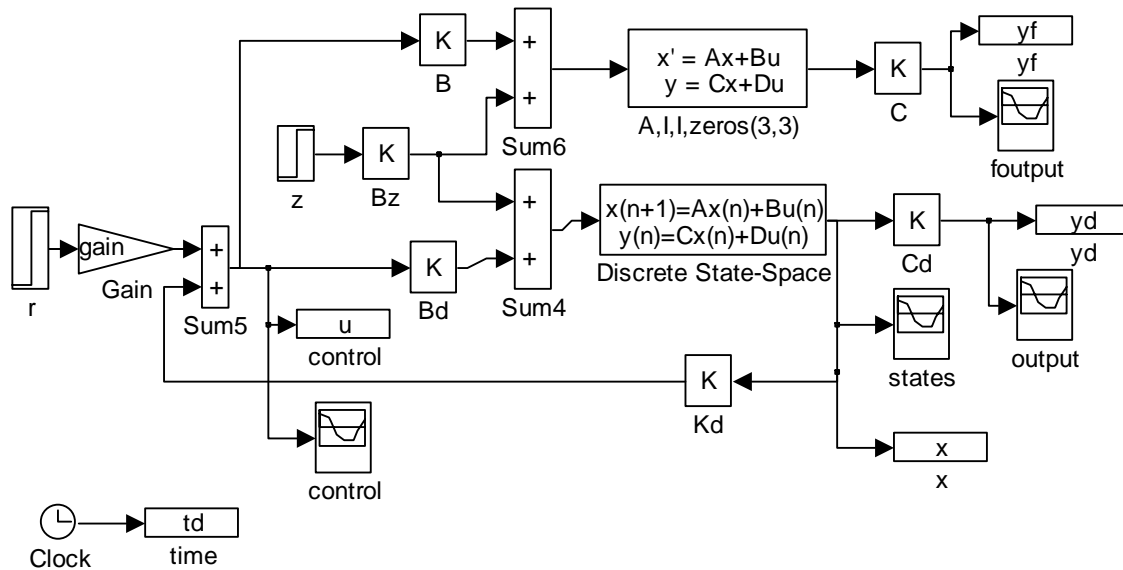 K
B
+
+
Sum6
x' = Ax+Bu
y = Cx+Du
A,I,I,zeros(3,3)
K
C
yf
yf
foutput
z
K
Bz
r
gain
Gain
+
+
Sum5
K
Bd
+
+
Sum4
x(n+1)=Ax(n)+Bu(n)
y(n)=Cx(n)+Du(n)
Discrete State-Space
K
Cd
yd
yd
output
states
u
control
K
Kd
control
x
x
Clock
td
time